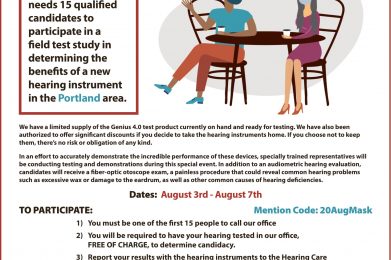 needs 15 qualified
candidates to
participate in a
field test study in
determining the
benefits of a new
hearing instrument
in the Portland area.
We have a limited supply of the Genius 4.0 test product currently on hand and ready for testing. We have also been
authorized to offer significant discounts if you decide to take the hearing instruments home. If you choose not to keep
them, there's no risk or obligation of any kind.
In an effort to accurately demonstrate the incredible performance of these devices, specially trained representatives will
be conducting testing and demonstrations during this special event. In addition to an audiometric hearing evaluation,
candidates will receive a fiber-optic otoscope exam, a painless procedure that could reveal common hearing problems
such as excessive wax or damage to the eardrum, as well as other common causes of hearing deficiencies.
Dates: August 3rd - August 7th
TO PARTICIPATE: Mention Code: 20AugMask
1) You must be one of the first 15 people to call our office
2) You will be required to have your hearing tested in our office,
FREE OF CHARGE, to determine candidacy.
3) Report your results with the hearing instruments to the Hearing Care